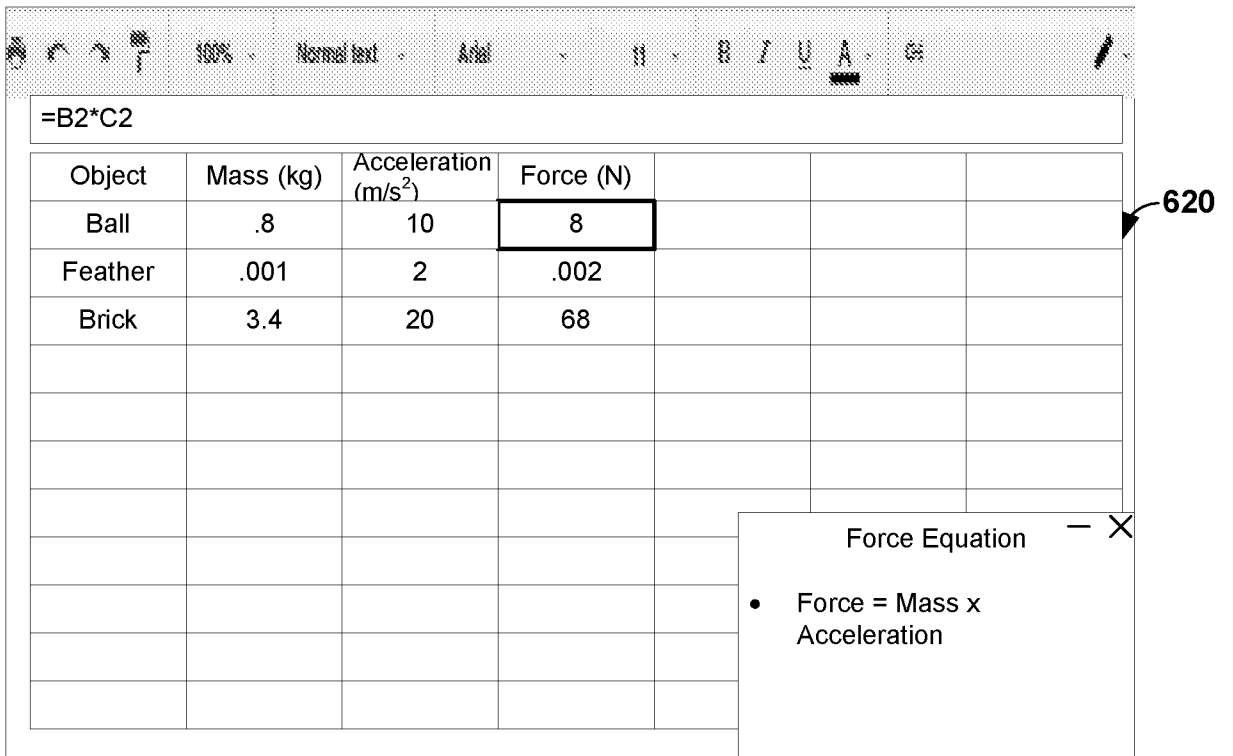 100% Normal text Arial 11 B I U A
=B2*C2
Object Mass (kg) Acceleration (m/s²) Force (N)
Ball .8 10 8
Feather .001 2 .002
Brick 3.4 20 68
620
Force Equation
• Force = Mass x
Acceleration